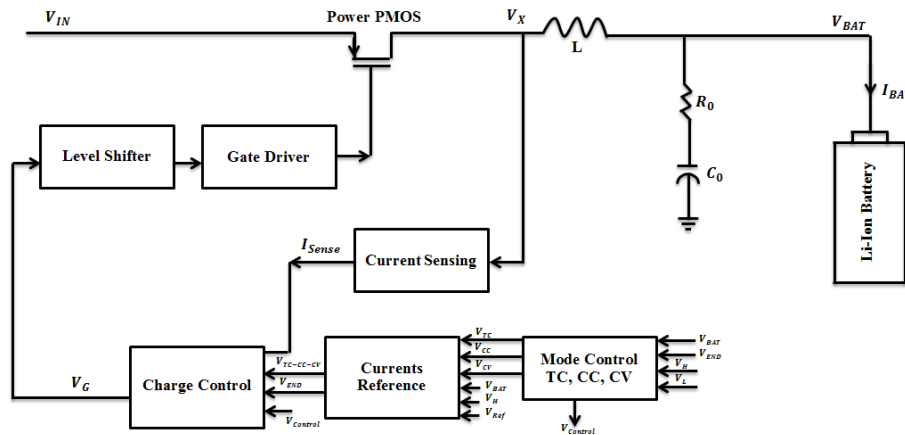 V_IN
Power PMOS
V_X
V_BAT
L
R_0
I_BA
Level Shifter
Gate Driver
C_0
Li-Ion Battery
I_Sense
Current Sensing
V_G
Charge Control
V_TC-CC-CV
V_END
V_Control
Currents
Reference
V_TC
V_CC
V_CV
V_BAT
V_H
V_Ref
Mode Control
TC, CC, CV
V_BAT
V_END
V_H
V_L
V_Control